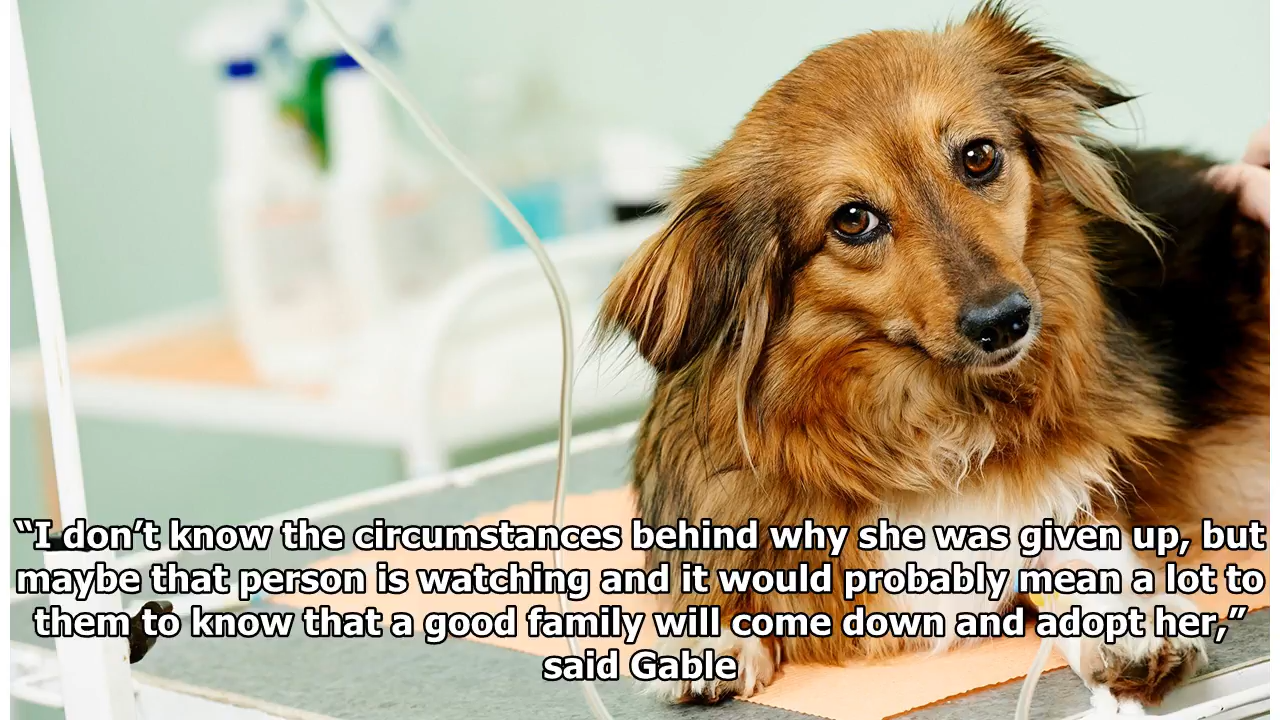 “I don’t know the circumstances behind why she was given up, but
maybe that person is watching and it would probably mean a lot to
them to know that a good family will come down and adopt her,”
said Gable